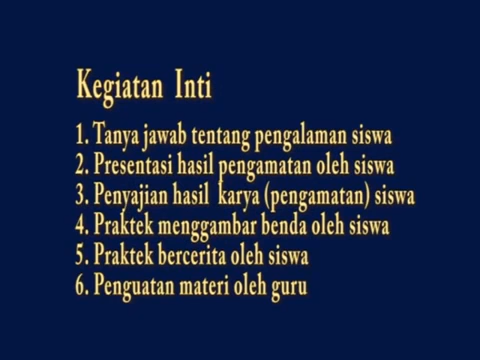 Kegiatan Inti
1. Tanya jawab tentang pengalaman siswa
2. Presentasi hasil pengamatan oleh siswa
3. Penyajian hasil karya (pengamatan) siswa
4. Praktek menggambar benda oleh siswa
5. Praktek bercerita oleh siswa
6. Penguatan materi oleh guru